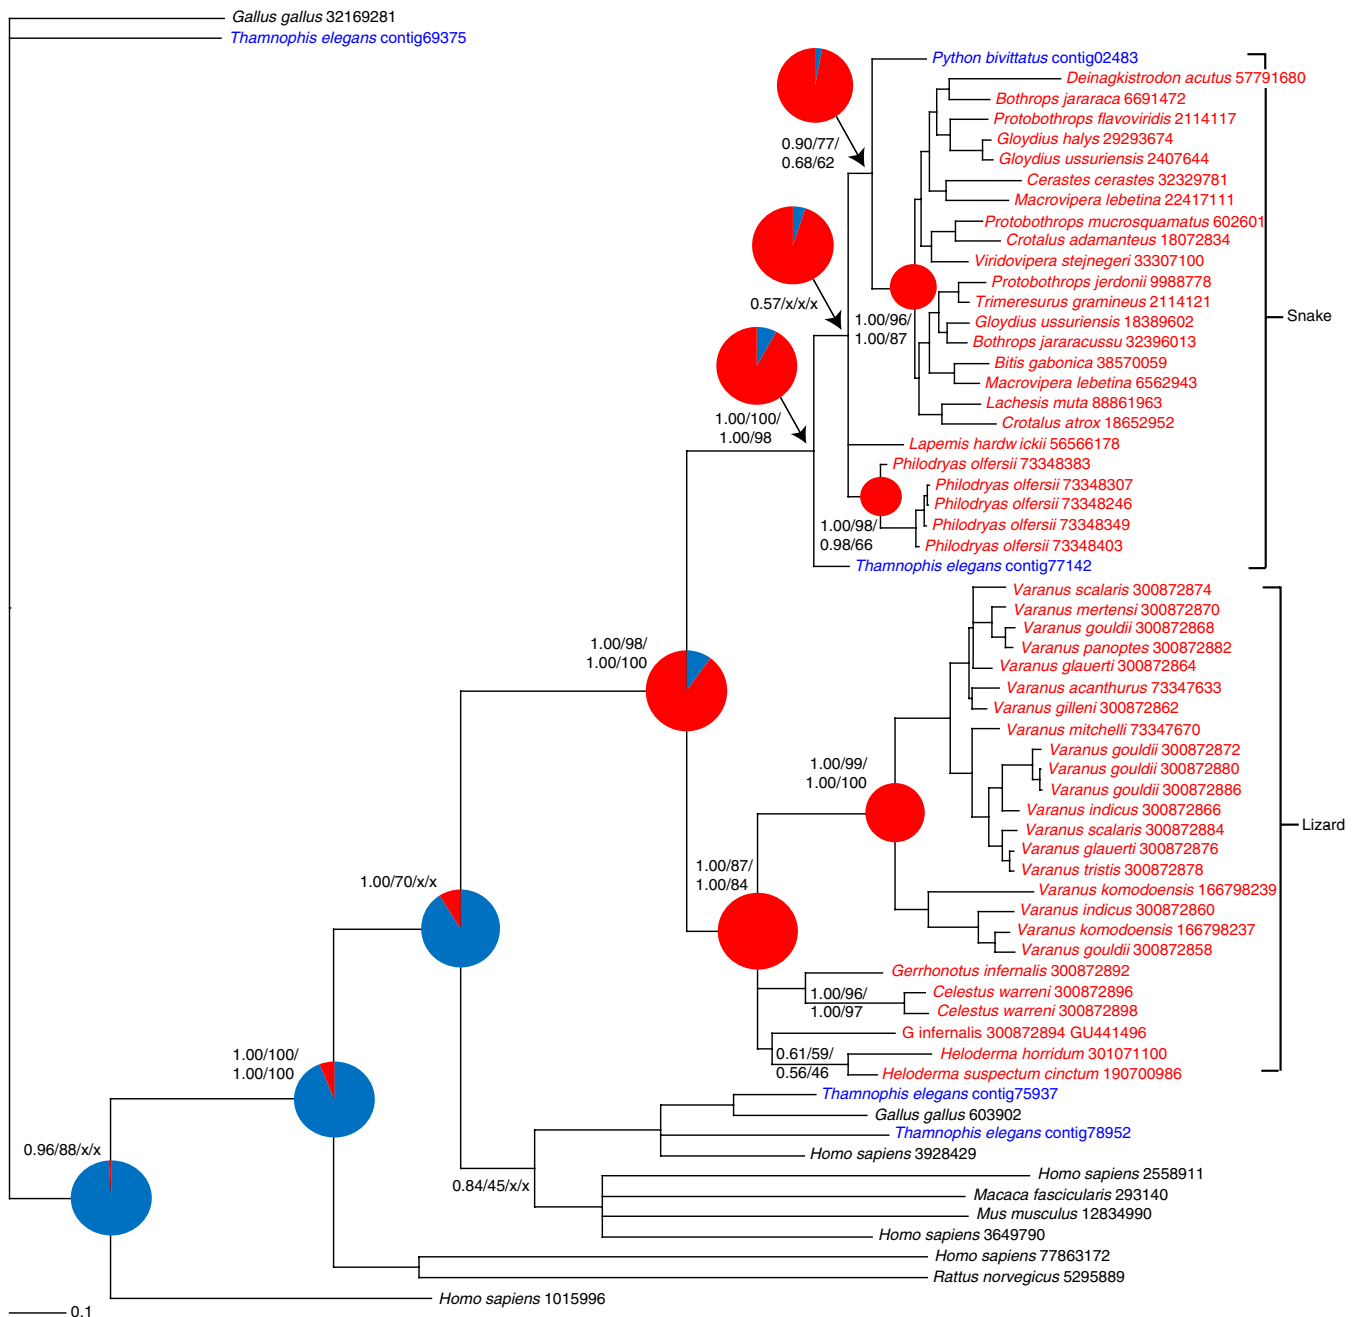 Gallus gallus 32169281
Thamnophis elegans contig69375
Python bivittatus contig02483
Deinagkistrodon acutus 57791680
Bothrops jararaca 6691472
Protobothrops flavoviridis 2114117
0.90/77/
0.68/62
Gloydius halys 29293674
Gloydius ussuriensis 2407644
Cerastes cerastes 32329781
Macrovipera lebetina 22417111
Protobothrops mucrosquamatus 602601
Crotalus adamanteus 18072834
Viridovipera stejnegeri 33307100
Protobothrops jerdonii 9988778
0.57/x/x/x
Trimeresurus gramineus 2114121
1.00/96/
1.00/87
Snake
Gloydius ussuriensis 18389602
Bothrops jararacussu 32396013
Bitis gabonica 38570059
Macrovipera lebetina 6562943
Lachesis muta 88861963
1.00/100/
1.00/98
Crotalus atrox 18652952
Lapemis hardw ickii 56566178
Philodryas olfersii 73348383
Philodryas olfersii 73348307
Philodryas olfersii 73348246
1.00/98/
0.98/66
Philodryas olfersii 73348349
Philodryas olfersii 73348403
Thamnophis elegans contig77142
Varanus scalaris 300872874
Varanus mertensi 300872870
Varanus gouldii 300872868
1.00/98/
1.00/100
Varanus panoptes 300872882
Varanus glauerti 300872864
Varanus acanthurus 73347633
Varanus gilleni 300872862
Varanus mitchelli 73347670
Varanus gouldii 300872872
1.00/99/
1.00/100
Varanus gouldii 300872880
Varanus gouldii 300872886
Varanus indicus 300872866
Lizard
Varanus scalaris 300872884
Varanus glauerti 300872876
1.00/87/
1.00/84
Varanus tristis 300872878
1.00/70/x/x
Varanus komodoensis 166798239
Varanus indicus 300872860
Varanus komodoensis 166798237
Varanus gouldii 300872858
Gerrhonotus infernalis 300872892
1.00/96/
1.00/97
Celestus warreni 300872896
Celestus warreni 300872898
G infernalis 300872894 GU441496
1.00/100/
1.00/100
0.61/59/
0.56/46
Heloderma horridum 301071100
Heloderma suspectum cinctum 190700986
Thamnophis elegans contig75937
Gallus gallus 603902
Thamnophis elegans contig78952
0.96/88/x/x
Homo sapiens 3928429
Homo sapiens 2558911
0.84/45/x/x
Macaca fascicularis 293140
Mus musculus 12834990
Homo sapiens 3649790
Homo sapiens 77863172
Rattus norvegicus 5295889
Homo sapiens 1015996
0.1